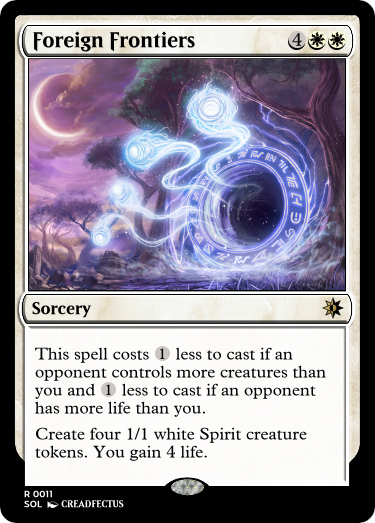 Foreign Frontiers 4
Sorcery
This spell costs 1 less to cast if an
opponent controls more creatures than
you and 1 less to cast if an opponent
has more life than you.
Create four 1/1 white Spirit creature
tokens. You gain 4 life.
R 0011
SOL CREADFECTUS